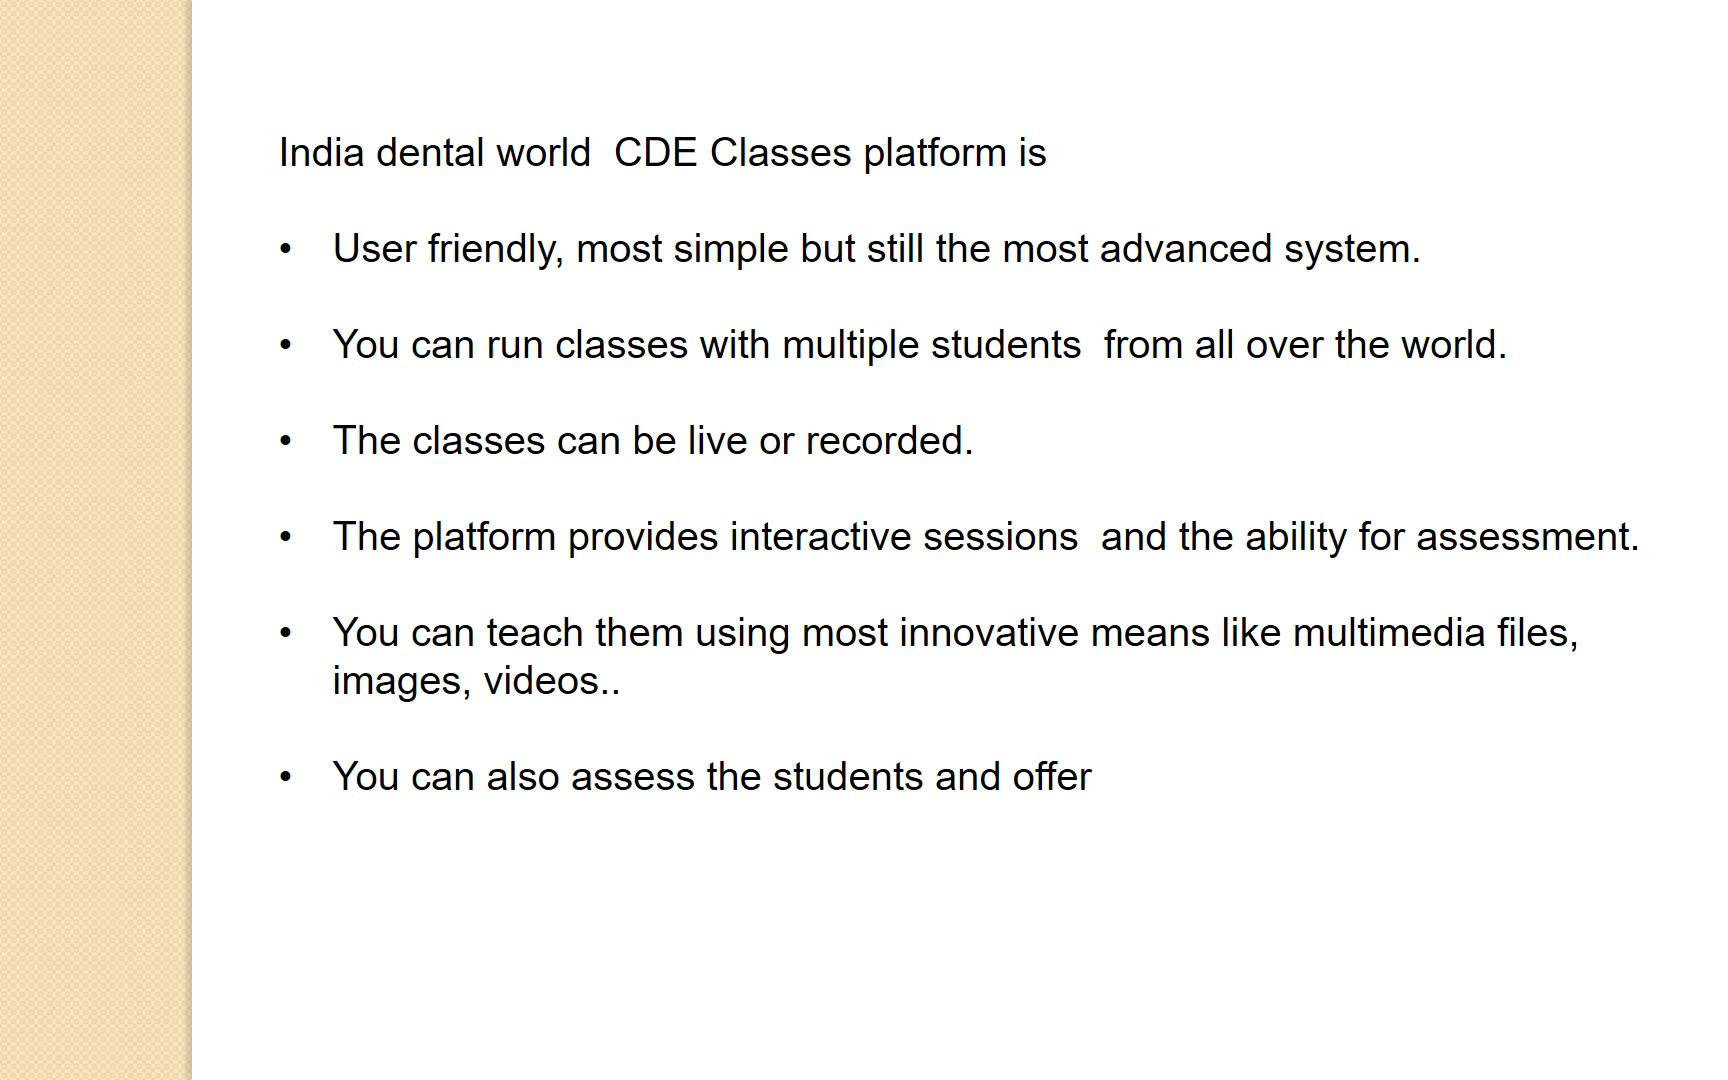 India dental world  CDE Classes platform is
• User friendly, most simple but still the most advanced system.
• You can run classes with multiple students  from all over the world.
• The classes can be live or recorded.
• The platform provides interactive sessions  and the ability for assessment.
• You can teach them using most innovative means like multimedia files,
images, videos..
• You can also assess the students and offer